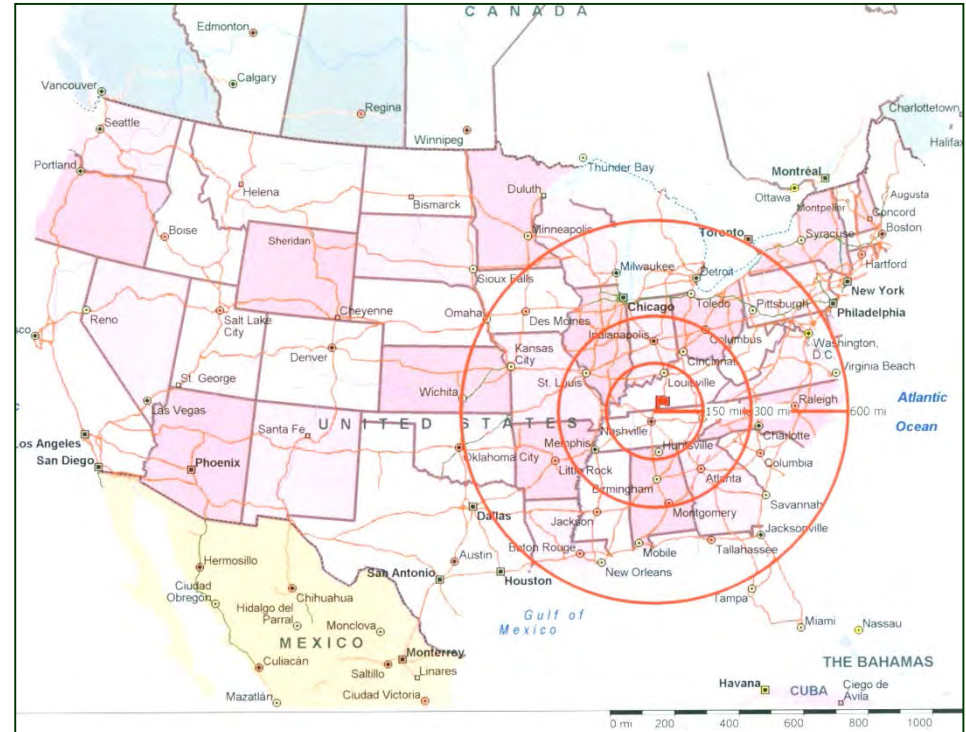 CANADA
Edmonton
Calgary
Vancouver
Regina
Charlottetown
Seattle
Winnipeg
Halifax
Portland
Thunder Bay
Montréal
Helena
Duluth
Ottawa
Augusta
Bismarck
Montpelier
Concord
Boise
Sheridan
Minneapolis
Toronto
Syracuse
Boston
Hartford
Sioux Falls
Milwaukee
Detroit
New York
Reno
Salt Lake
City
Cheyenne
Omaha
Des Moines
Chicago
Toledo
Pittsburgh
Philadelphia
sco
Indianapolis
Columbus
Washington,
D.C.
Denver
Kansas
City
Cincinnati
St. George
Wichita
St. Louis
Louisville
Virginia Beach
Las Vegas
UNITED STATES
150 mi
300 mi
Raleigh
600 mi
Atlantic
Ocean
c
Santa Fe
Nashville
Los Angeles
Memphis
Huntsville
Charlotte
San Diego
Phoenix
Oklahoma City
Little Rock
Atlanta
Columbia
Birmingham
Savannah
Dallas
Jackson
Montgomery
Jacksonville
Austin
Baton Rouge
Mobile
Tallahassee
Hermosillo
San Antonio
Houston
New Orleans
Ciudad
Obregón
Chihuahua
Tampa
Hidalgo del
Parral
Gulf of
Mexico
Monclova
Miami
Nassau
MEXICO
Culiacán
Monterrey
Saltillo
Linares
THE BAHAMAS
Mazatlán
Ciudad Victoria
Havana
CUBA
Ciego de
Avila
0 mi 200 400 600 800 1000